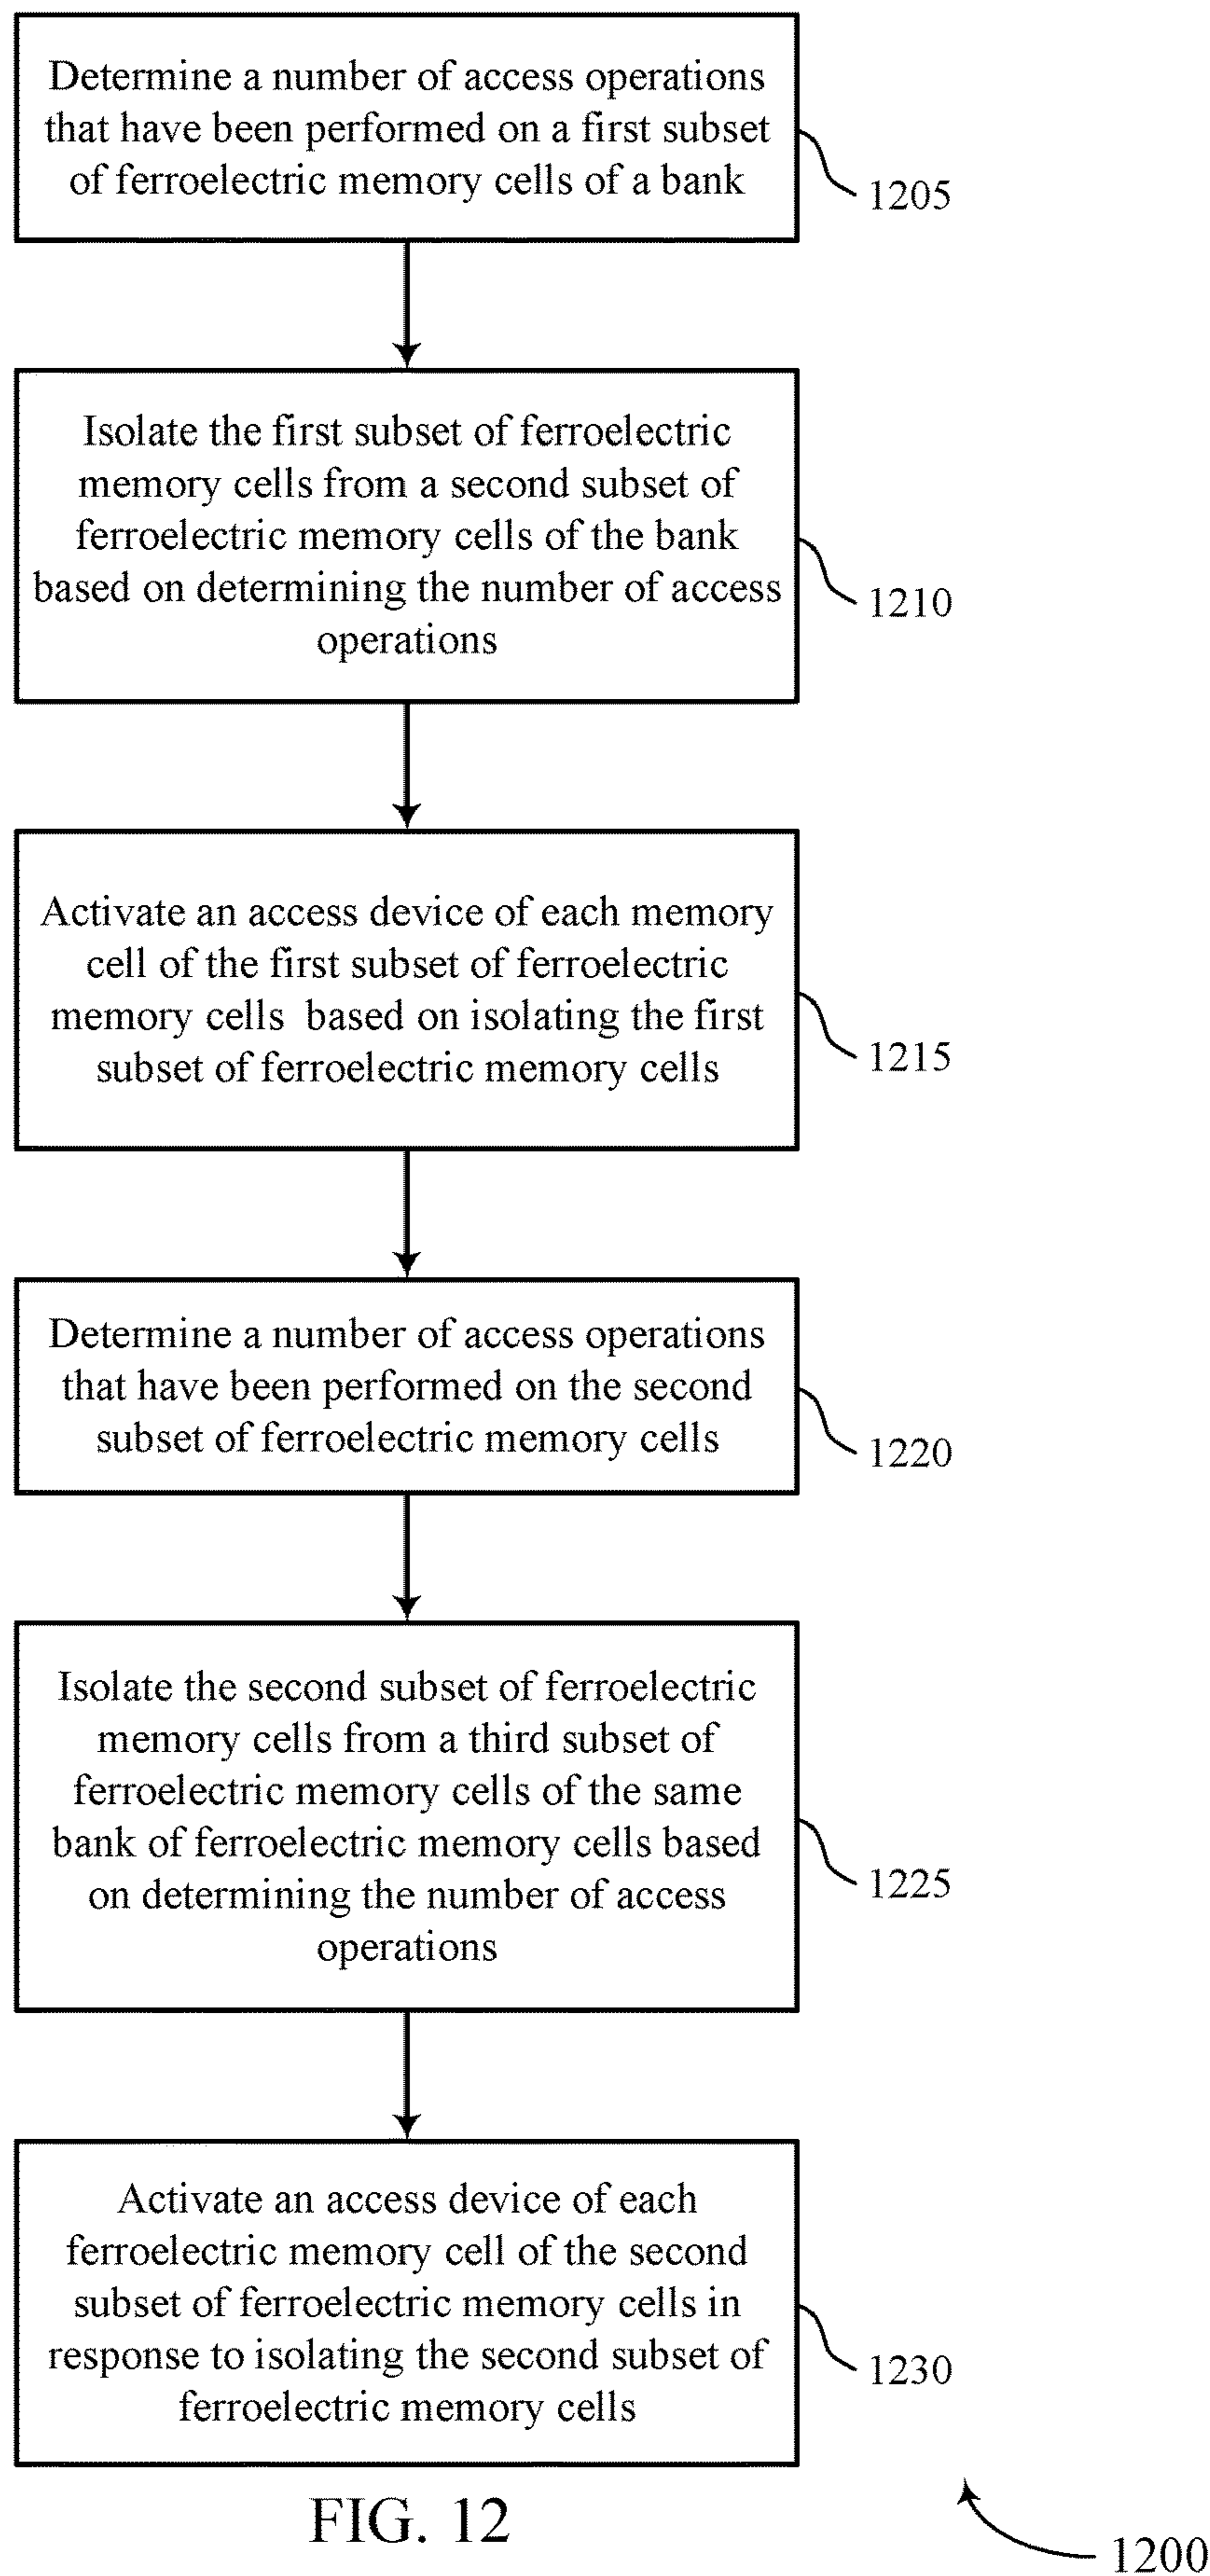 Determine a number of access operations
that have been performed on a first subset
of ferroelectric memory cells of a bank
1205
Isolate the first subset of ferroelectric
memory cells from a second subset of
ferroelectric memory cells of the bank
based on determining the number of access
operations
1210
Activate an access device of each memory
cell of the first subset of ferroelectric
memory cells based on isolating the first
subset of ferroelectric memory cells
1215
Determine a number of access operations
that have been performed on the second
subset of ferroelectric memory cells
1220
Isolate the second subset of ferroelectric
memory cells from a third subset of
ferroelectric memory cells of the same
bank of ferroelectric memory cells based
on determining the number of access
operations
1225
Activate an access device of each
ferroelectric memory cell of the second
subset of ferroelectric memory cells in
response to isolating the second subset of
ferroelectric memory cells
1230
FIG. 12
1200